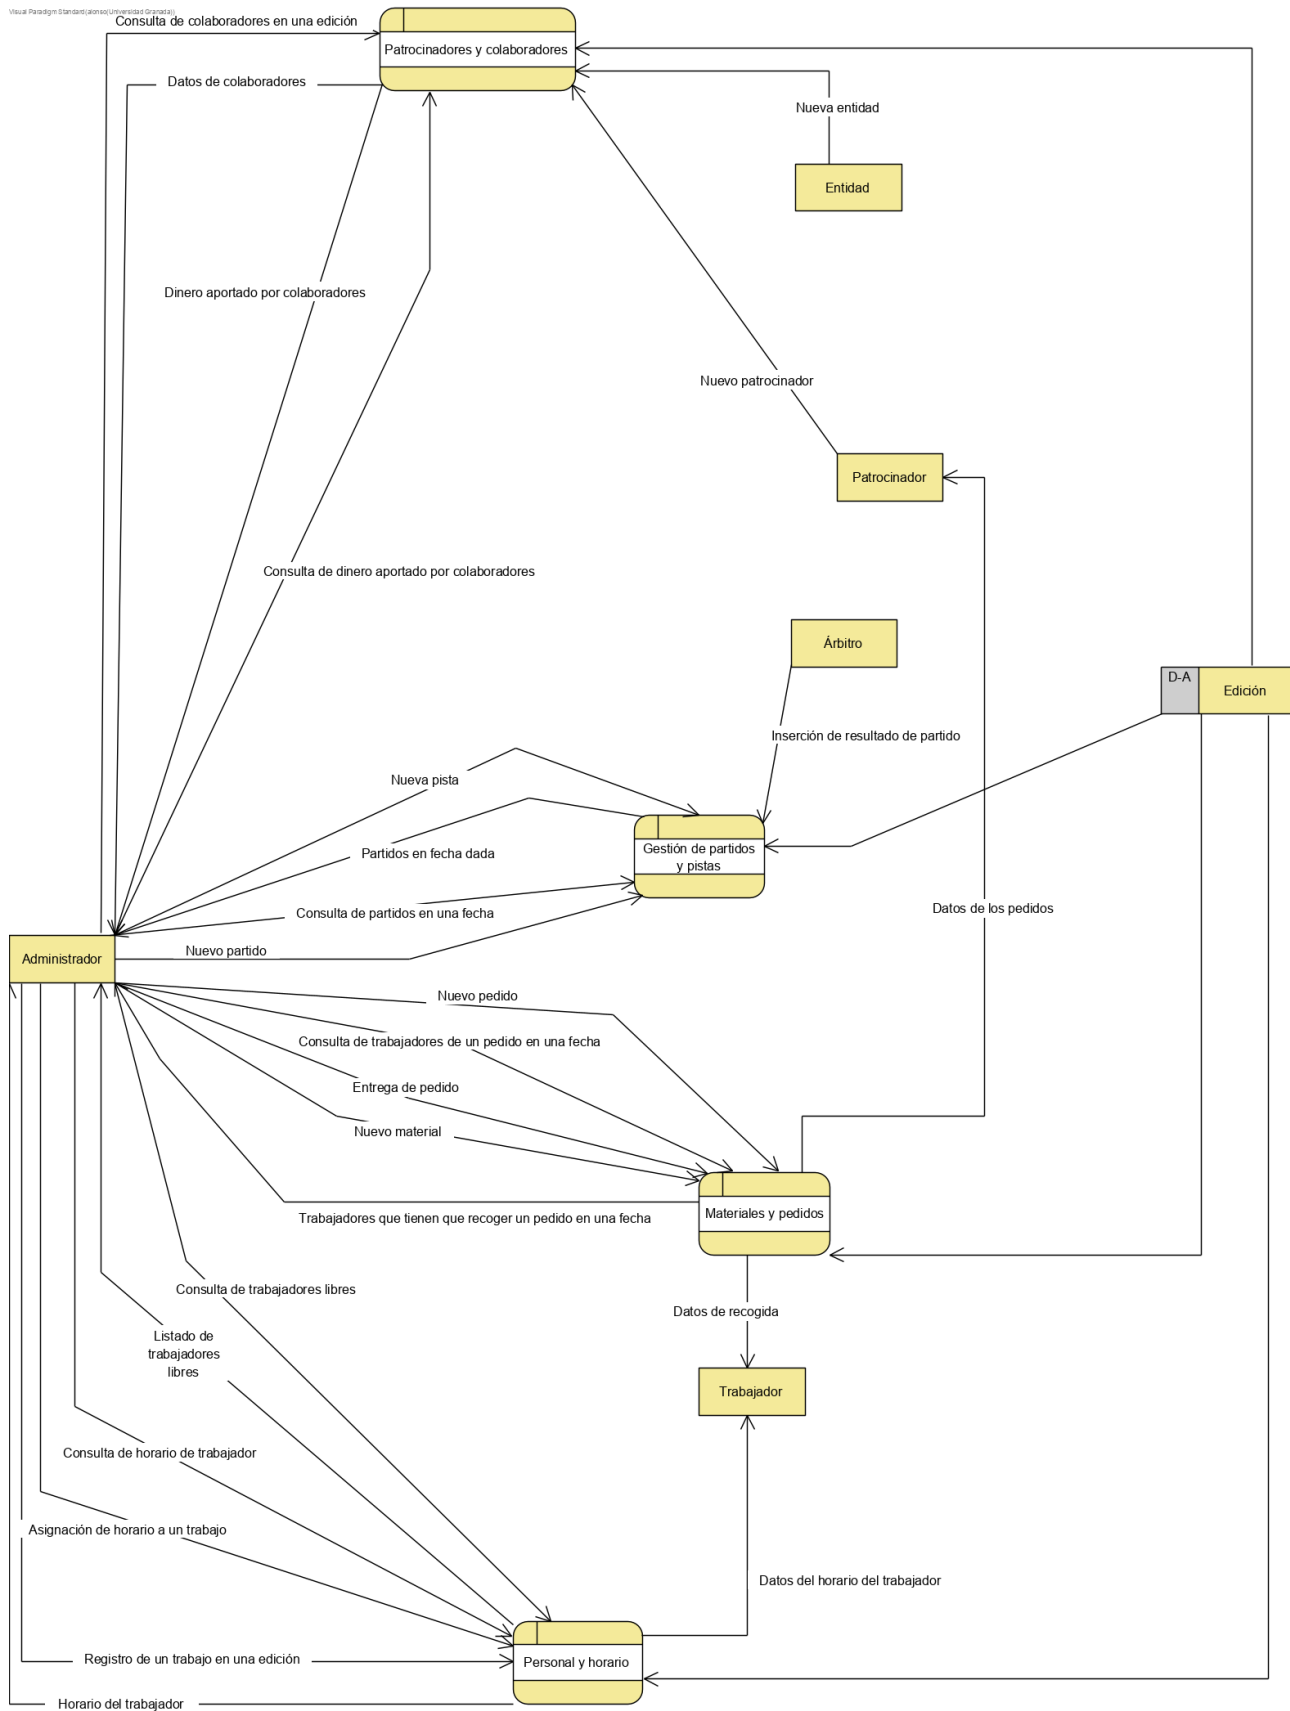 Visual Paradigm Standard(alonso(Universidad Granada))
Consulta de colaboradores en una edición
Patrocinadores y colaboradores
Datos de colaboradores
Nueva entidad
Entidad
Dinero aportado por colaboradores
Nuevo patrocinador
Patrocinador
Consulta de dinero aportado por colaboradores
Árbitro
D-A
Edición
Inserción de resultado de partido
Nueva pista
Gestión de partidos
y pistas
Partidos en fecha dada
Consulta de partidos en una fecha
Datos de los pedidos
Nuevo partido
Administrador
Nuevo pedido
Consulta de trabajadores de un pedido en una fecha
Entrega de pedido
Nuevo material
Materiales y pedidos
Trabajadores que tienen que recoger un pedido en una fecha
Consulta de trabajadores libres
Datos de recogida
Listado de
trabajadores
libres
Trabajador
Consulta de horario de trabajador
Asignación de horario a un trabajo
Datos del horario del trabajador
Registro de un trabajo en una edición
Personal y horario
Horario del trabajador